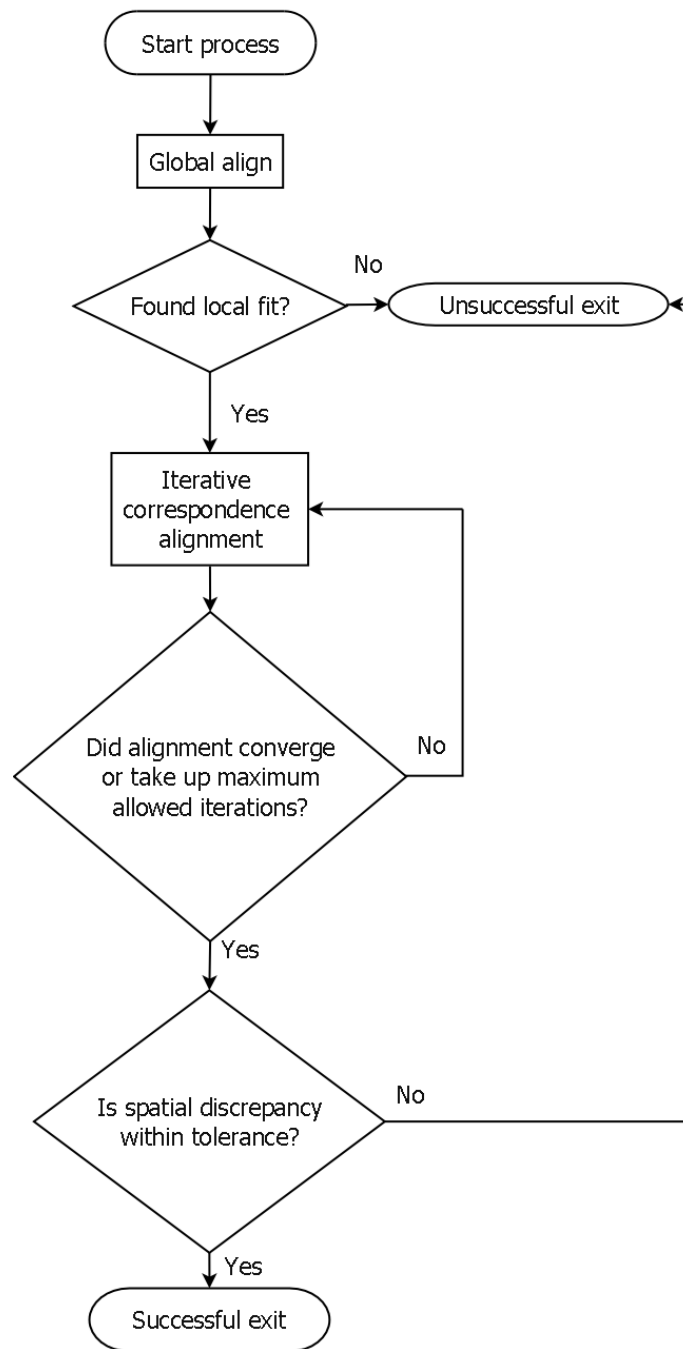 Start process
Global align
No
Found local fit?
Unsuccessful exit
Yes
Iterative
correspondence
alignment
Did alignment converge
or take up maximum
allowed iterations?
No
Yes
Is spatial discrepancy
within tolerance?
No
Yes
Successful exit